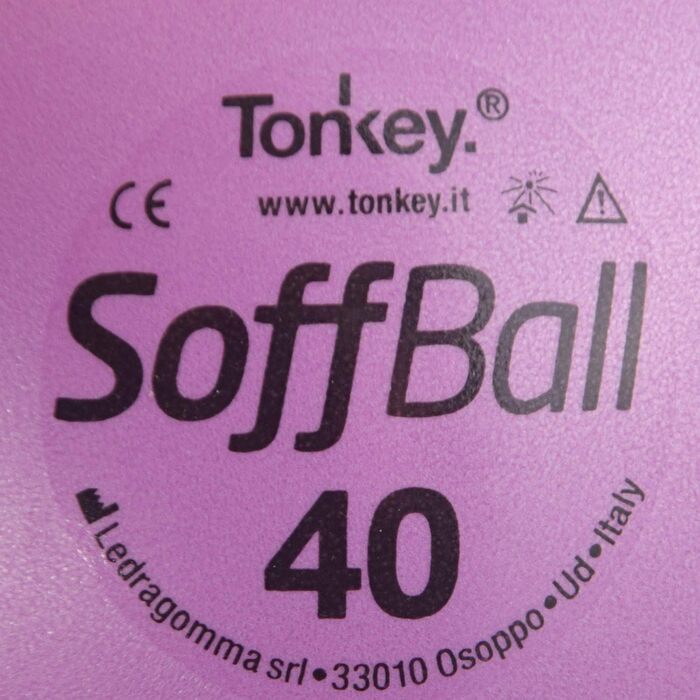 Tonkey.®
CE www.tonkey.it
SoffBall
40
Ledragomma srl•33010 Osoppo•Ud•Italy